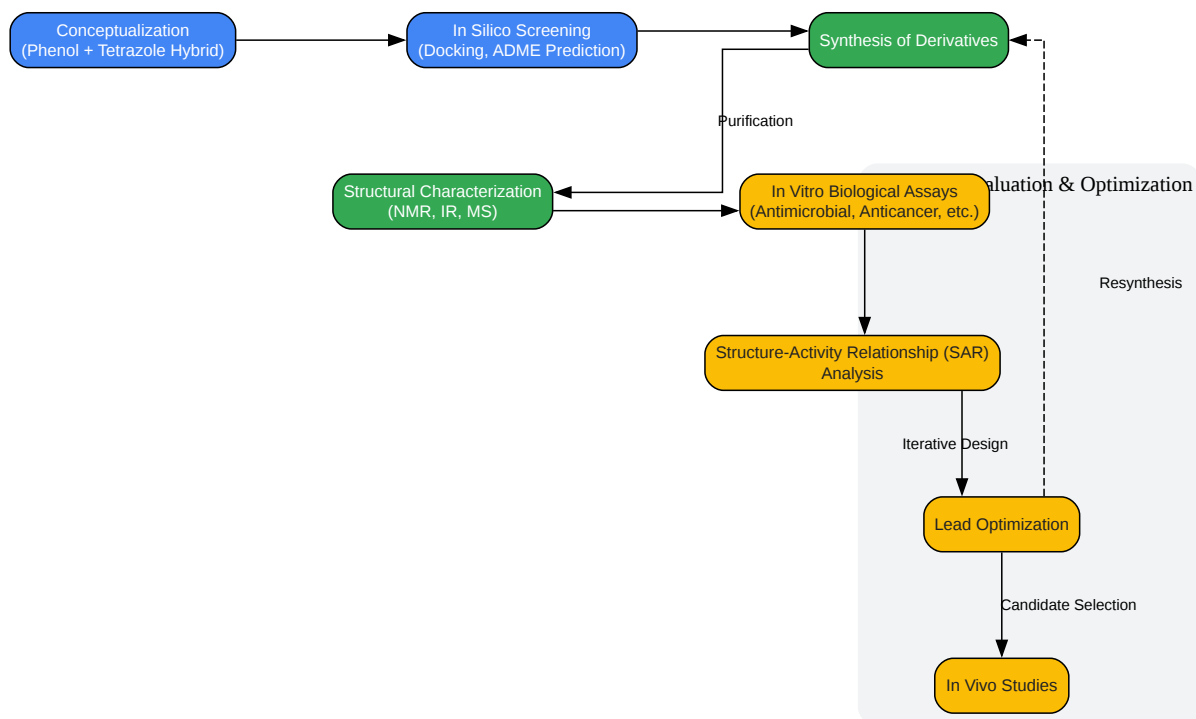 Conceptualization
(Phenol + Tetrazole Hybrid)
In Silico Screening
(Docking, ADME Prediction)
Synthesis of Derivatives
Purification
Structural Characterization
(NMR, IR, MS)
In Vitro Biological Assays
(Antimicrobial, Anticancer, etc.)
aluation & Optimization
Resynthesis
Structure-Activity Relationship (SAR)
Analysis
Iterative Design
Lead Optimization
Candidate Selection
In Vivo Studies